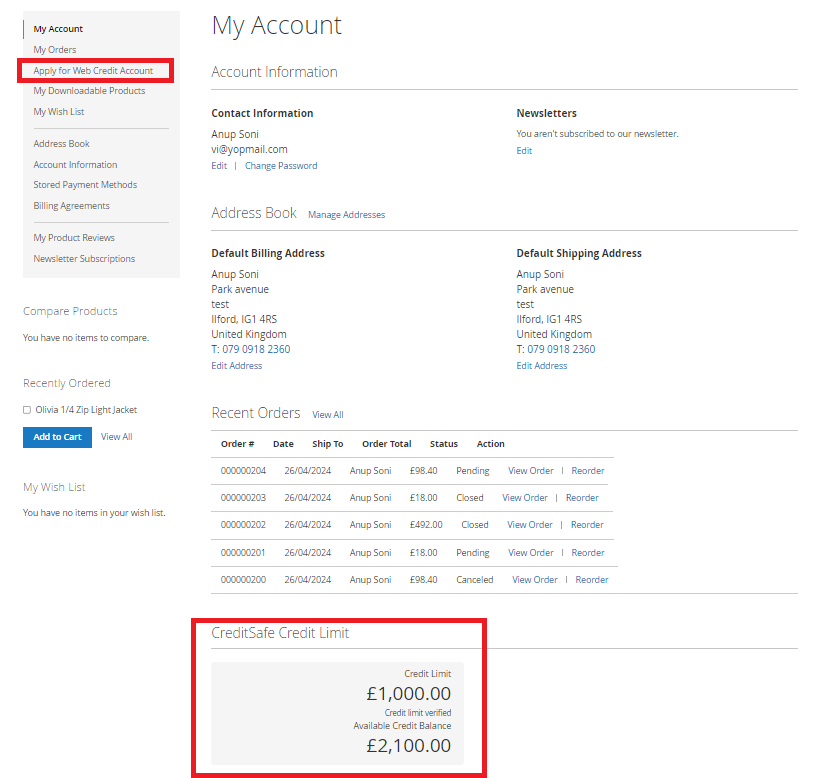 My Account
My Orders
Apply for Web Credit Account
My Downloadable Products
My Wish List
Address Book
Account Information
Stored Payment Methods
Billing Agreements
My Product Reviews
Newsletter Subscriptions
Compare Products
You have no items to compare.
Recently Ordered
Olivia 1/4 Zip Light Jacket
Add to Cart View All
My Wish List
You have no items in your wish list.
My Account
Account Information
Contact Information
Anup Soni
vi@yopmail.com
Edit | Change Password
Newsletters
You aren't subscribed to our newsletter.
Edit
Address Book Manage Addresses
Default Billing Address
Anup Soni
Park avenue
test
Ilford, IG1 4RS
United Kingdom
T: 079 0918 2360
Edit Address
Default Shipping Address
Anup Soni
Park avenue
test
Ilford, IG1 4RS
United Kingdom
T: 079 0918 2360
Edit Address
Recent Orders View All
Order # Date Ship To Order Total Status Action
000000204 26/04/2024 Anup Soni £98.40 Pending View Order | Reorder
000000203 26/04/2024 Anup Soni £18.00 Closed View Order | Reorder
000000202 26/04/2024 Anup Soni £492.00 Closed View Order | Reorder
000000201 26/04/2024 Anup Soni £18.00 Pending View Order | Reorder
000000200 26/04/2024 Anup Soni £98.40 Canceled View Order | Reorder
CreditSafe Credit Limit
Credit Limit
£1,000.00
Credit limit verified
Available Credit Balance
£2,100.00